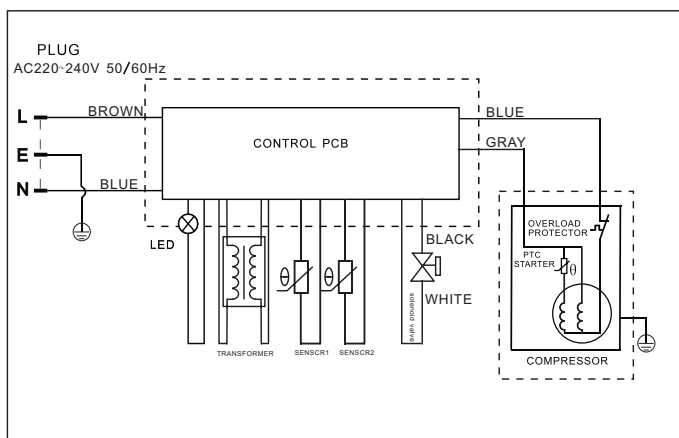 PLUG
AC220~240V 50/60Hz
L
BROWN
E
N
BLUE
CONTROL PCB
BLUE
GRAY
LED
θ
θ
BLACK
WHITE
solenoid valve
TRANSFORMER
SENSCR1
SENSCR2
OVERLOAD
PROTECTOR
PTC
STARTER
θ
COMPRESSOR